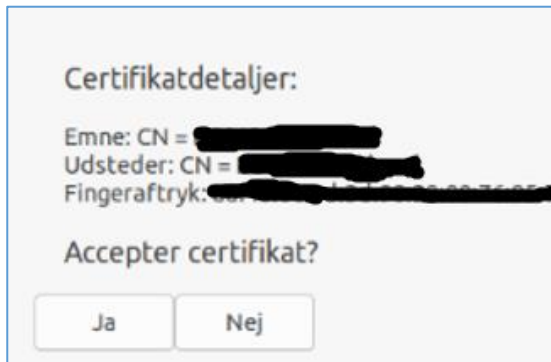 Certifikatdetaljer:
Emne: CN =
Udsteder: CN =
Fingeraftryk:
Accepter certifikat?
Ja
Nej